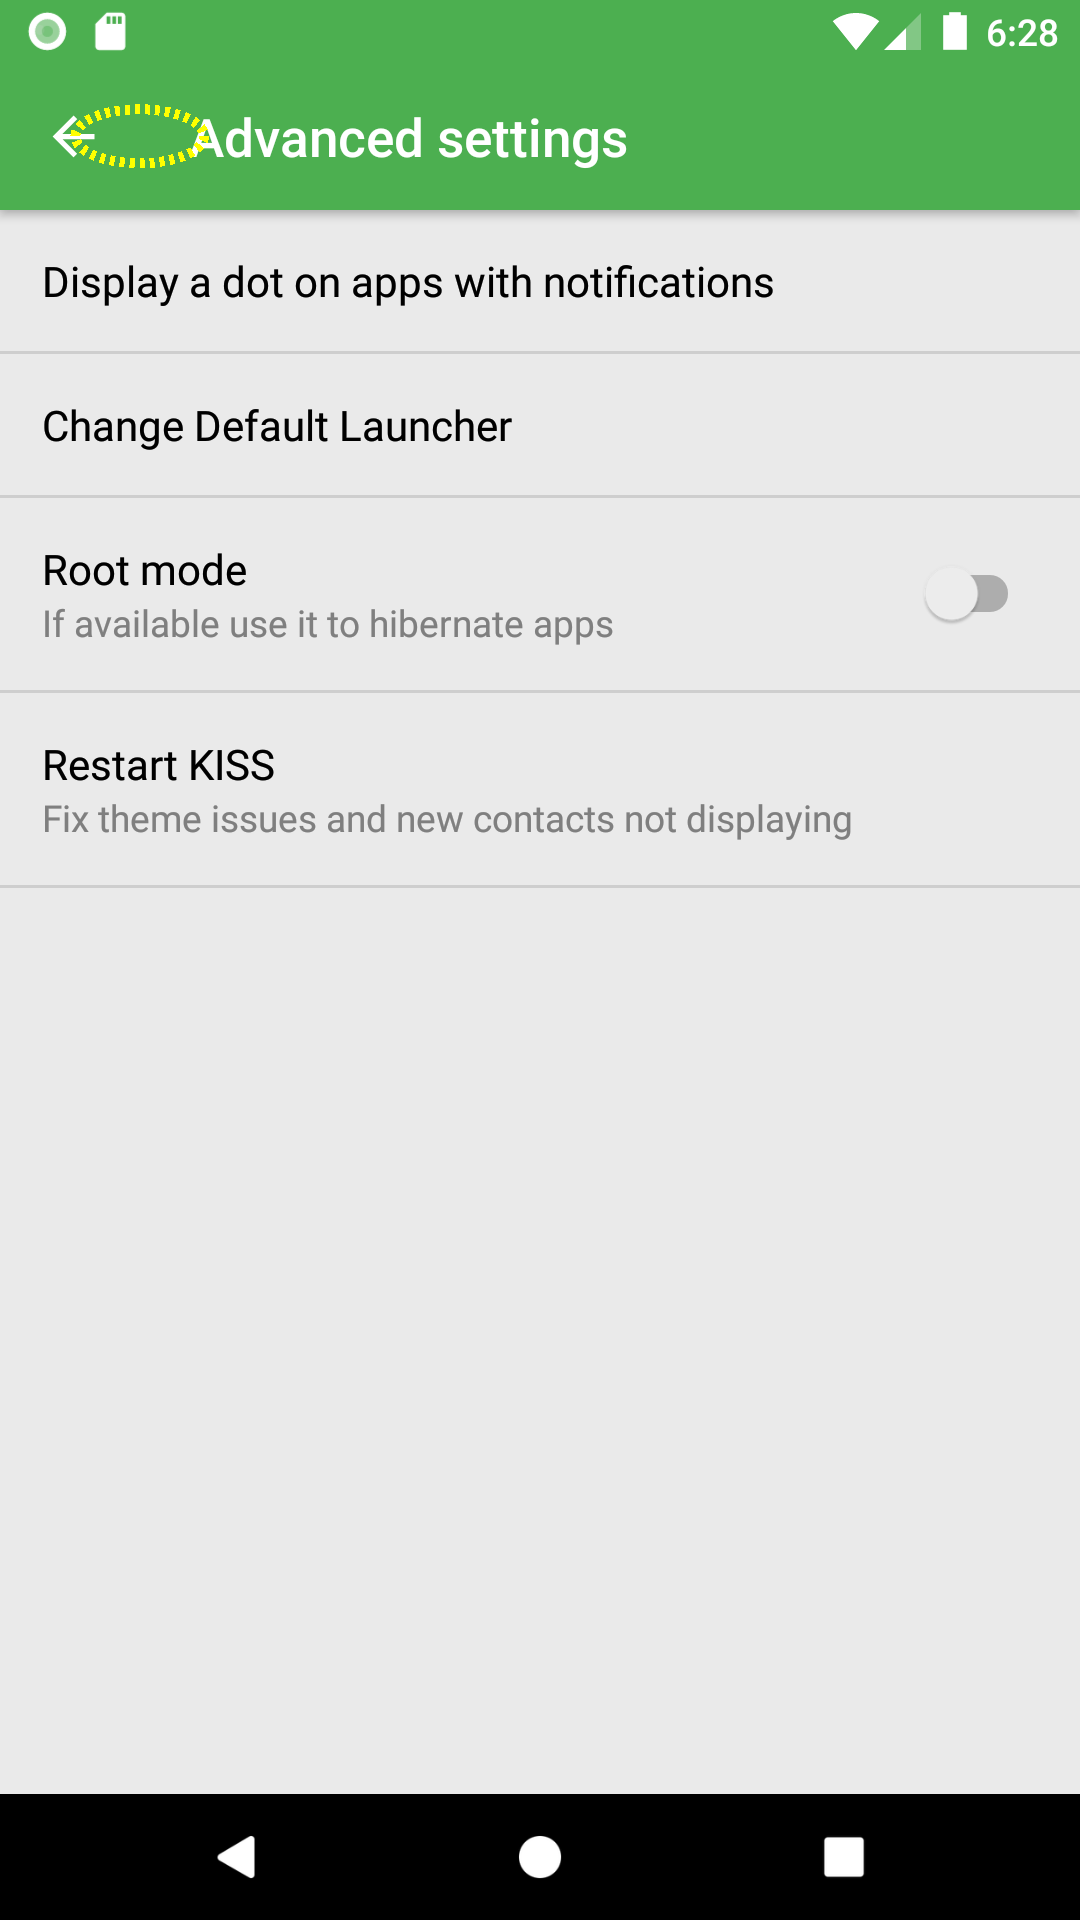 6:28
Advanced settings
Display a dot on apps with notifications
Change Default Launcher
Root mode
If available use it to hibernate apps
Restart KISS
Fix theme issues and new contacts not displaying